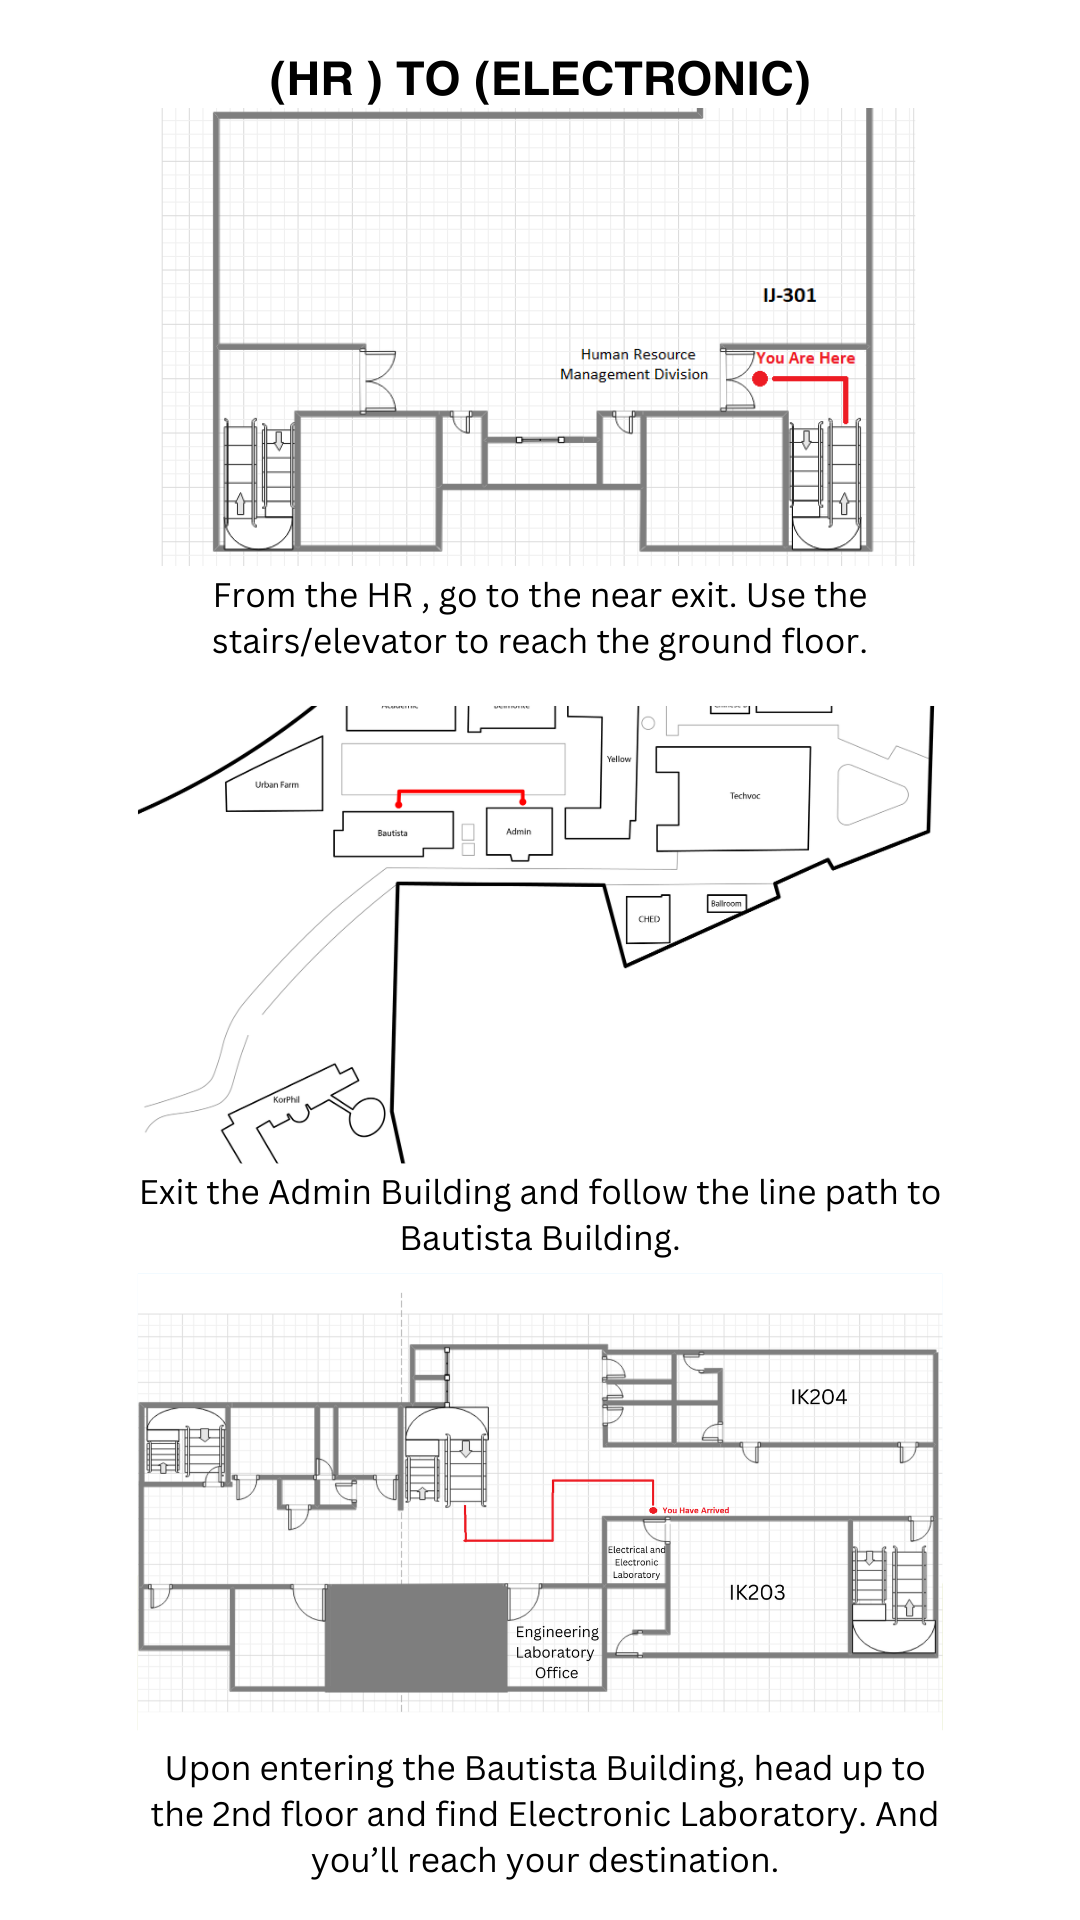 (HR ) TO (ELECTRONIC)
IJ-301
Human Resource
Management Division
You Are Here
From the HR , go to the near exit. Use the
stairs/elevator to reach the ground floor.
Academic
Belmonte
Yellow
Urban Farm
Techvoc
Bautista
Admin
CHED
Ballroom
KorPhil
Exit the Admin Building and follow the line path to
Bautista Building.
IK204
You Have Arrived
Electrical and
Electronic
Laboratory
IK203
Engineering
Laboratory
Office
Upon entering the Bautista Building, head up to
the 2nd floor and find Electronic Laboratory. And
you’ll reach your destination.